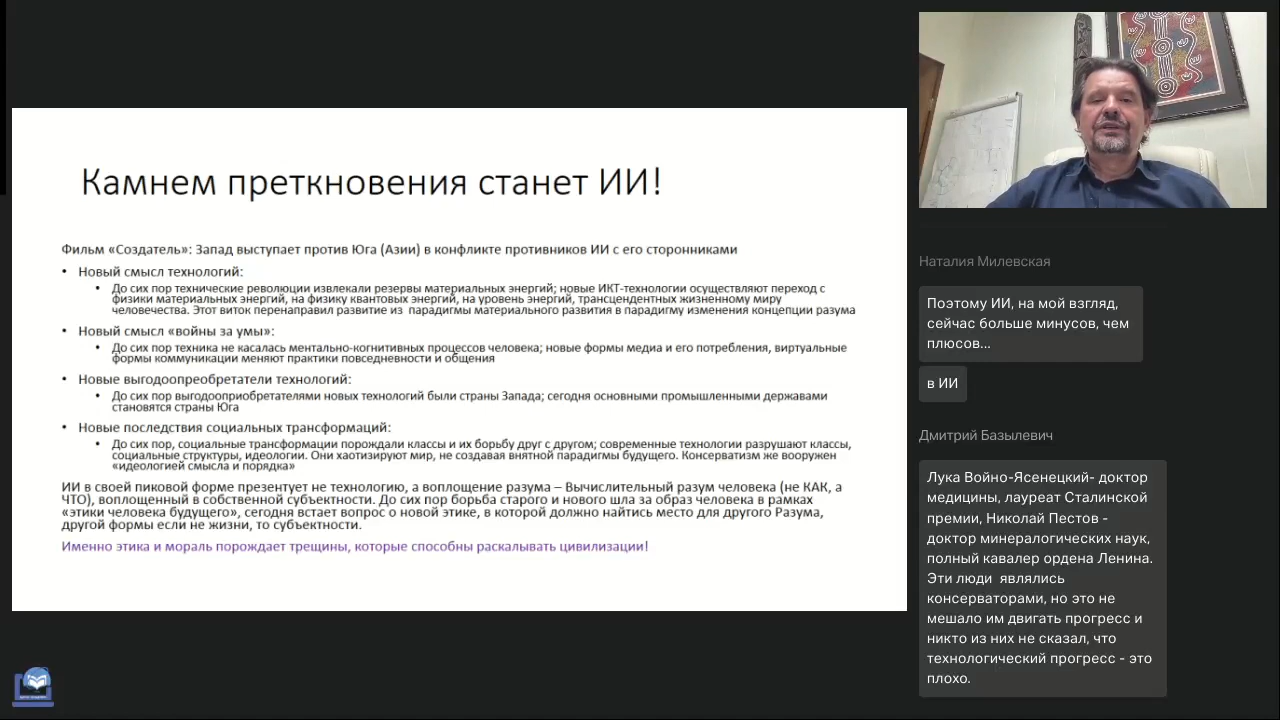 Камнем преткновения станет ИИ!
Фильм «Создатель»: Запад выступает против Юга (Азии) в конфликте противников ИИ с его сторонниками
• Новый смысл технологий:
• До сих пор технические революции извлекали резервы материальных энергий; новые ИКТ-технологии осуществляют переход с
физики материальных энергий, на физику квантовых энергий, на уровень энергий, трансцендентных жизненному миру
человечества. Этот виток перенаправил развитие из парадигмы материального развития в парадигму изменения концепции разума
• Новый смысл «войны за умы»:
• До сих пор техника не касалась ментально-когнитивных процессов человека; новые формы медиа и его потребления, виртуальные
формы коммуникации меняют практики повседневности и общения
• Новые выгодоопреобретатели технологий:
• До сих пор выгодооприобретателями новых технологий были страны Запада; сегодня основными промышленными державами
становятся страны Юга
• Новые последствия социальных трансформаций:
• До сих пор, социальные трансформации порождали классы и их борьбу друг с другом; современные технологии разрушают классы,
социальные структуры, идеологии. Они хаотизируют мир, не создавая внятной парадигмы будущего. Консерватизм же вооружен
«идеологией смысла и порядка»
ИИ в своей пиковой форме презентует не технологию, а воплощение разума – Вычислительный разум человека (не КАК, а
ЧТО), воплощенный в собственной субъектности. До сих пор борьба старого и нового шла за образ человека в рамках
«этики человека будущего», сегодня встает вопрос о новой этике, в которой должно найтись место для другого Разума,
другой формы если не жизни, то субъектности.
Именно этика и мораль порождает трещины, которые способны раскалывать цивилизации!
Наталия Милевская
Поэтому ИИ, на мой взгляд,
сейчас больше минусов, чем
плюсов...
в ИИ
Дмитрий Базылевич
Лука Войно-Ясенецкий- доктор
медицины, лауреат Сталинской
премии, Николай Пестов -
доктор минералогических наук,
полный кавалер ордена Ленина.
Эти люди являлись
консерваторами, но это не
мешало им двигать прогресс и
никто из них не сказал, что
технологический прогресс - это
плохо.